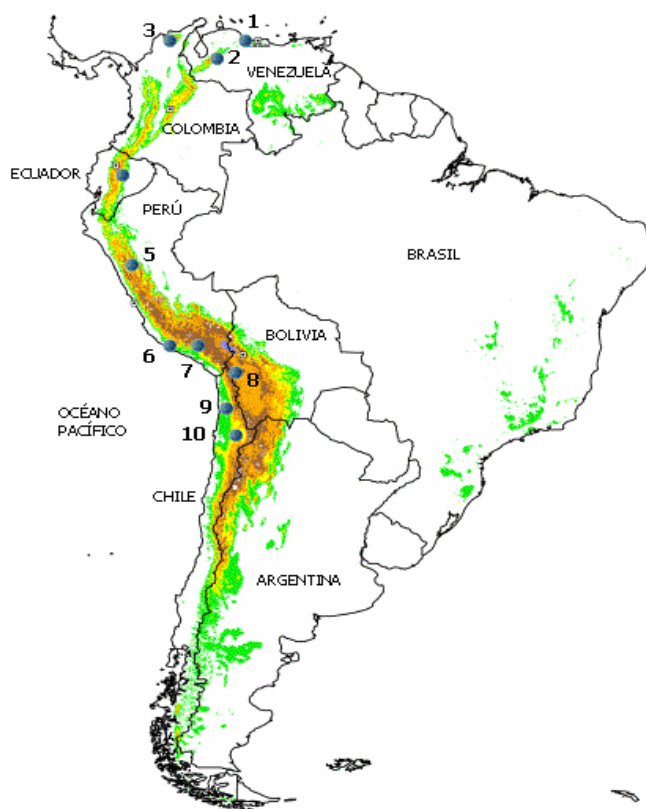 1
3
2
VENEZUELA
COLOMBIA
ECUADOR
PERÚ
BRASIL
5
BOLIVIA
6
7
8
9
OCÉANO
PACÍFICO
10
CHILE
ARGENTINA